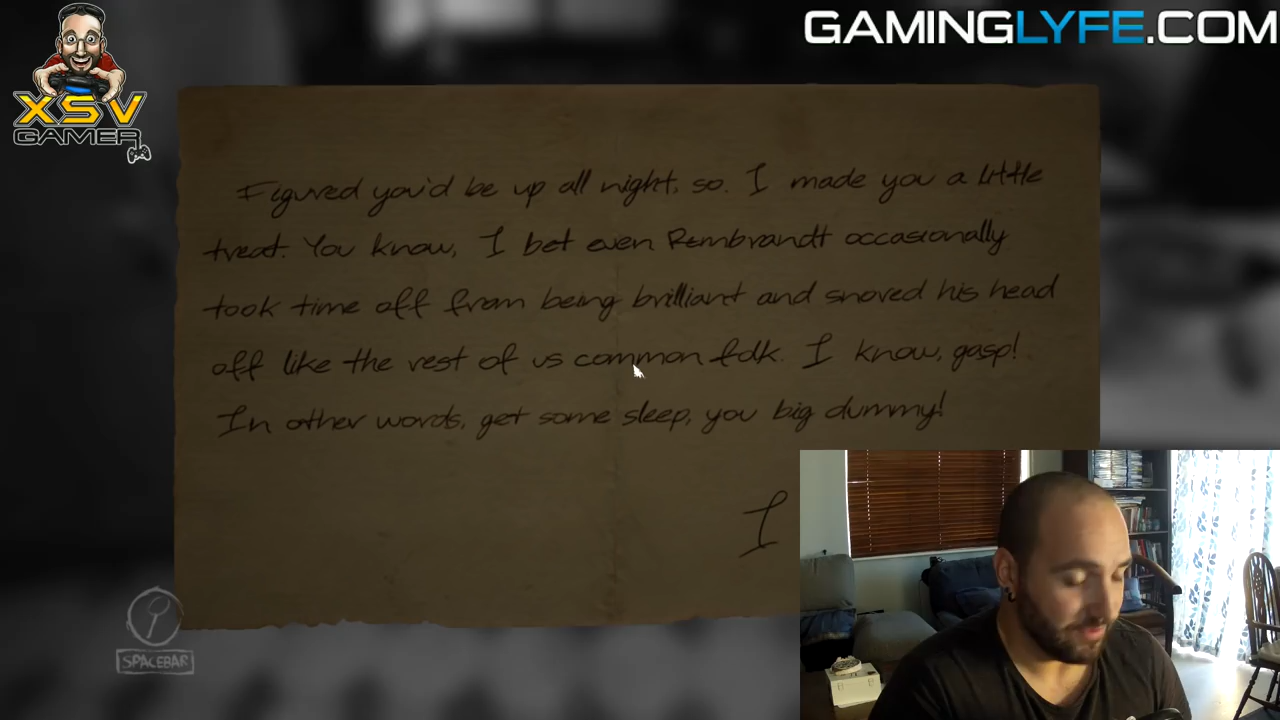 GAMINGLYFE.COM
XSV
GAMER
Figured you'd be up all night, so. I made you a little
treat. You know, I bet even Rembrandt occasionally
took time off from being brilliant and snored his head
off like the rest of us common folk. I know, gasp!
In other words, get some sleep, you big dummy!
I
SPACEBAR